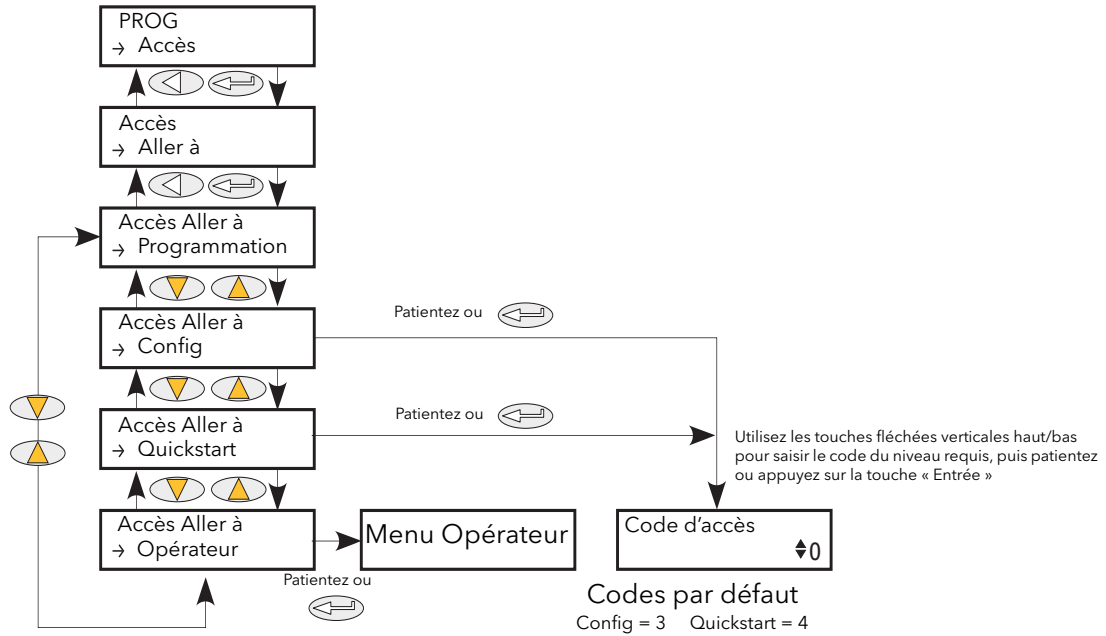 PROG
→ Accès
Accès
→ Aller à
Accès Aller à
→ Programmation
Accès Aller à
→ Config
Patientez ou
Accès Aller à
→ Quickstart
Patientez ou
Utilisez les touches fléchées verticales haut/bas
pour saisir le code du niveau requis, puis patientez
ou appuyez sur la touche « Entrée »
Accès Aller à
→ Opérateur
Patientez ou
Menu Opérateur
Code d'accès
0
Codes par défaut
Config = 3 Quickstart = 4